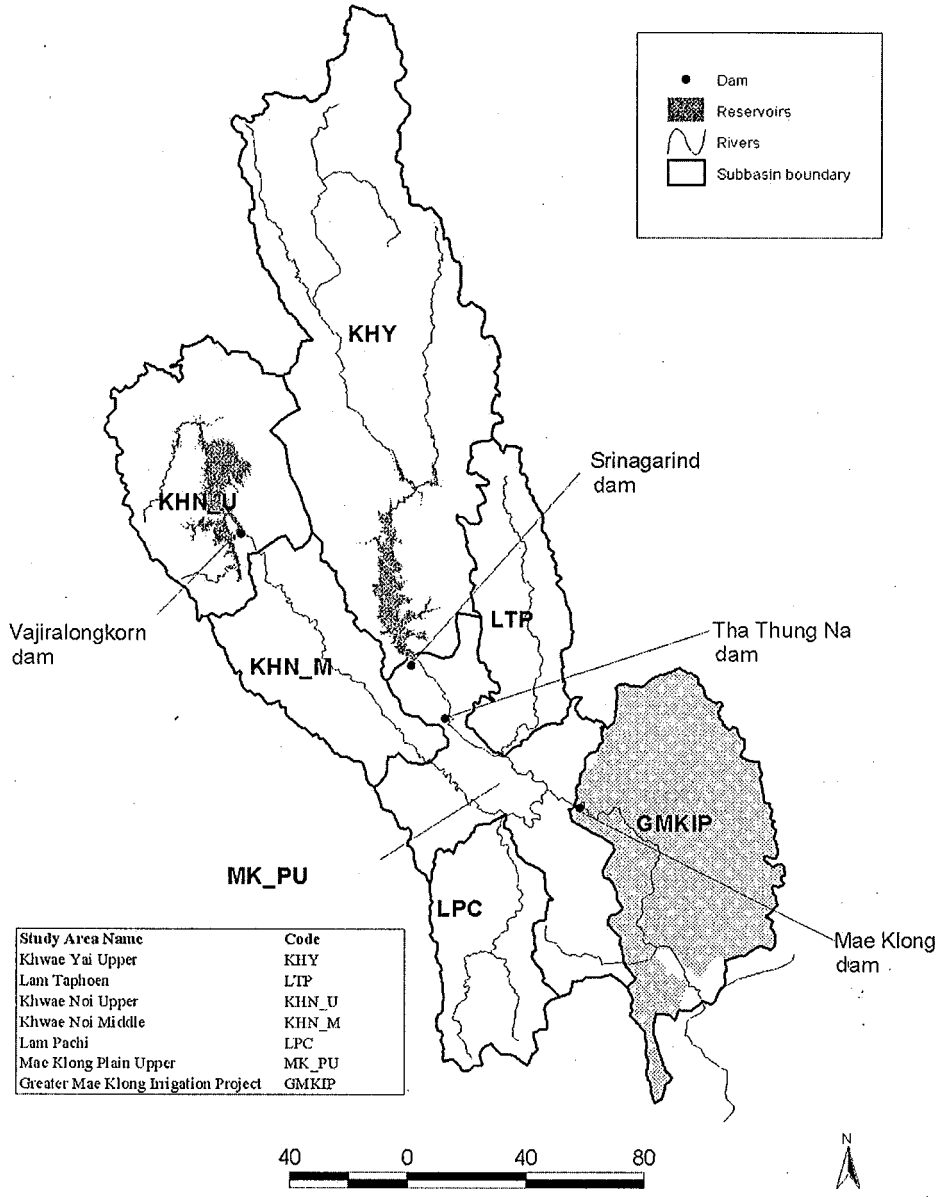 Dam
Reservoirs
Rivers
Subbasin boundary
KHY
Srinagarind
dam
KHN_U
LTP
Vajiralongkorn
dam
KHN_M
Tha Thung Na
dam
GMKIP
MK_PU
LPC
Mae Klong
dam
Study Area Name Code
Khwae Yai Upper KHY
Lam Taphoen LTP
Khwae Noi Upper KHN_U
Khwae Noi Middle KHN_M
Lam Pachi LPC
Mae Klong Plain Upper MK_PU
Greater Mae Klong Irrigation Project GMKIP
40 0 40 80
N